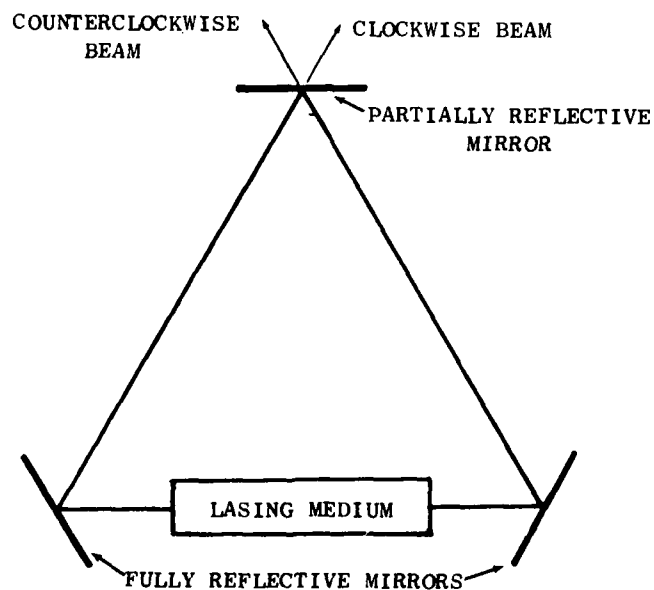 COUNTERCLOCKWISE
BEAM
CLOCKWISE BEAM
PARTIALLY REFLECTIVE
MIRROR
LASING MEDIUM
FULLY REFLECTIVE MIRRORS